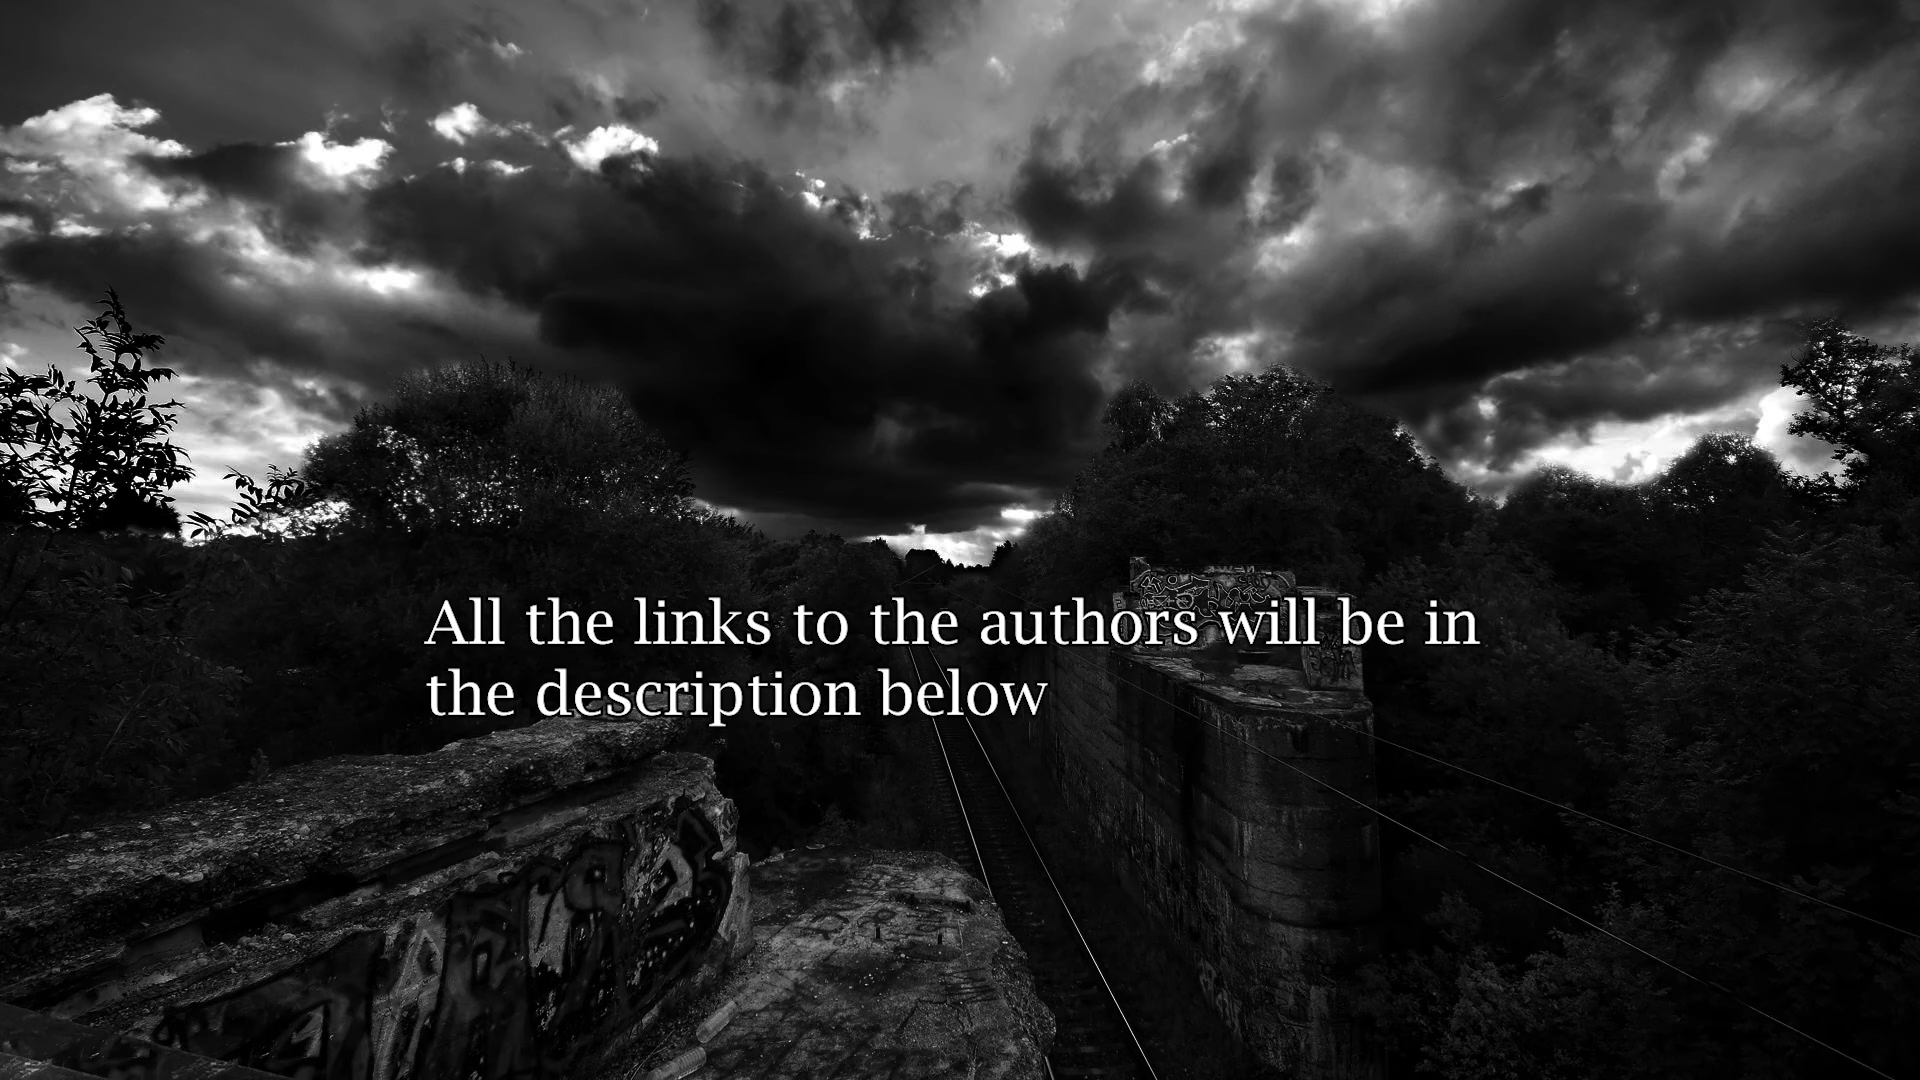 All the links to the authors will be in
the description below